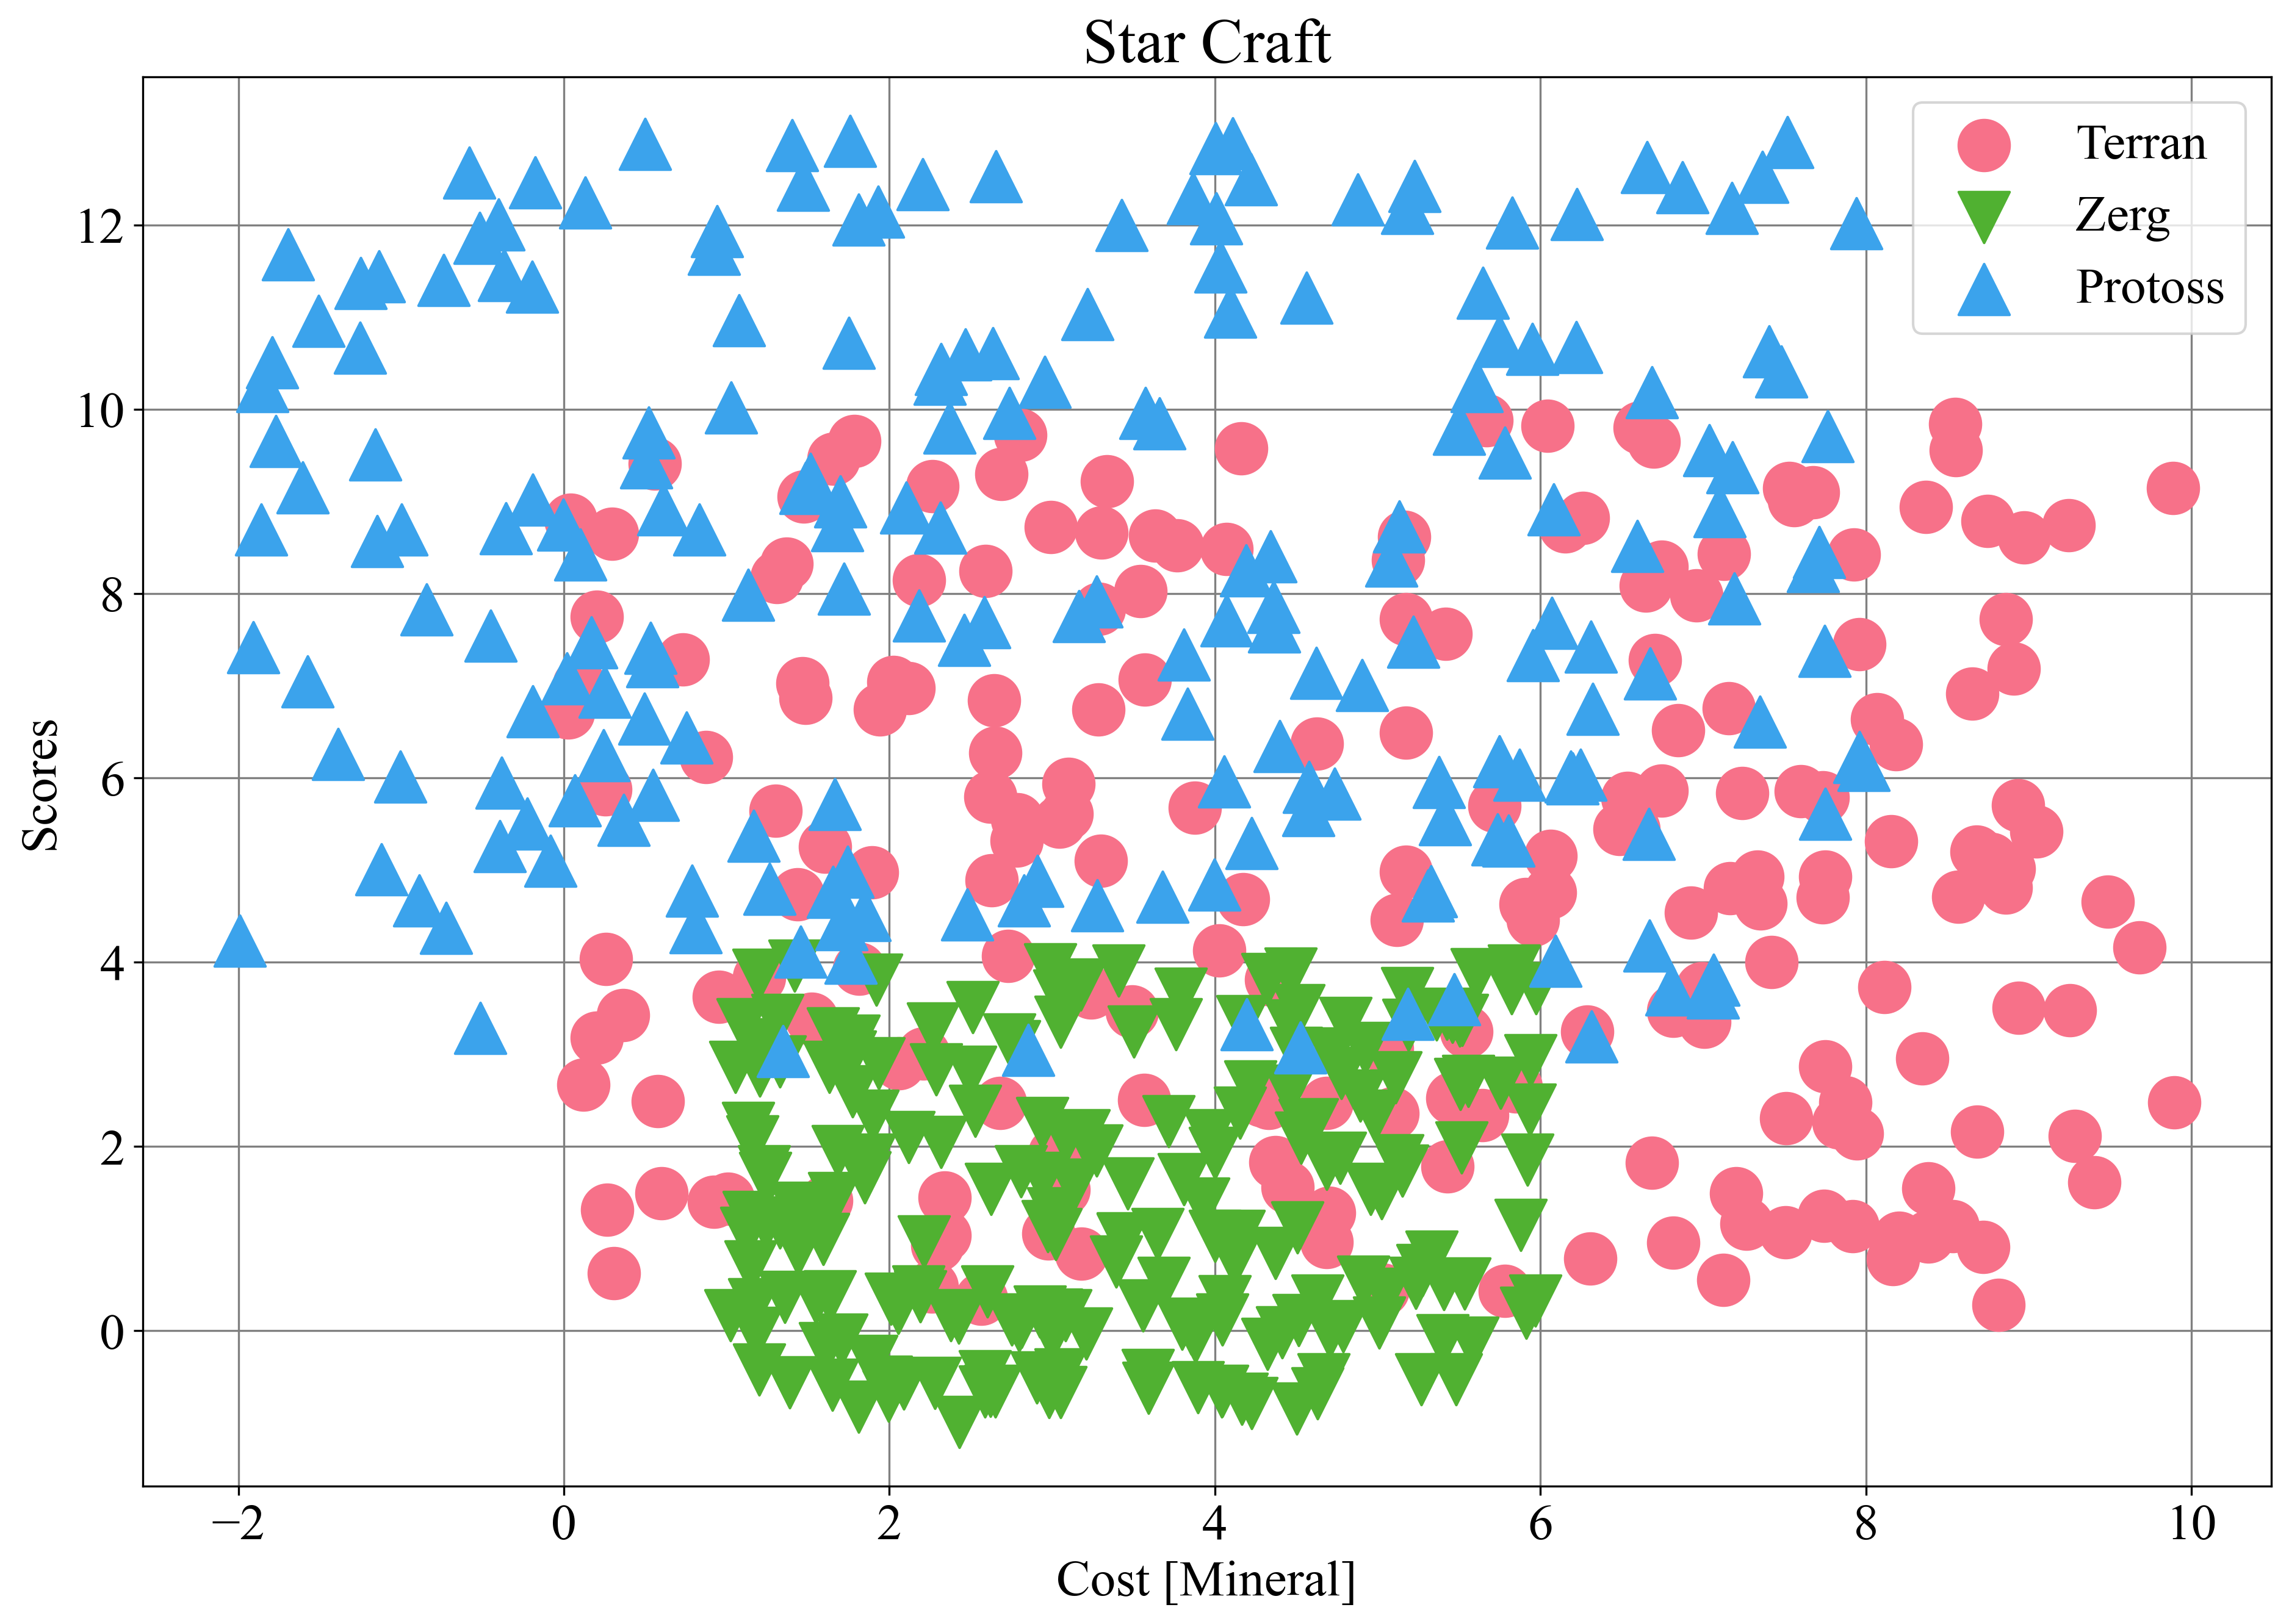 Star Craft
Terran
Zerg
Protoss
Scores
12
10
8
6
4
2
0
−2 0 2 4 6 8 10
Cost [Mineral]